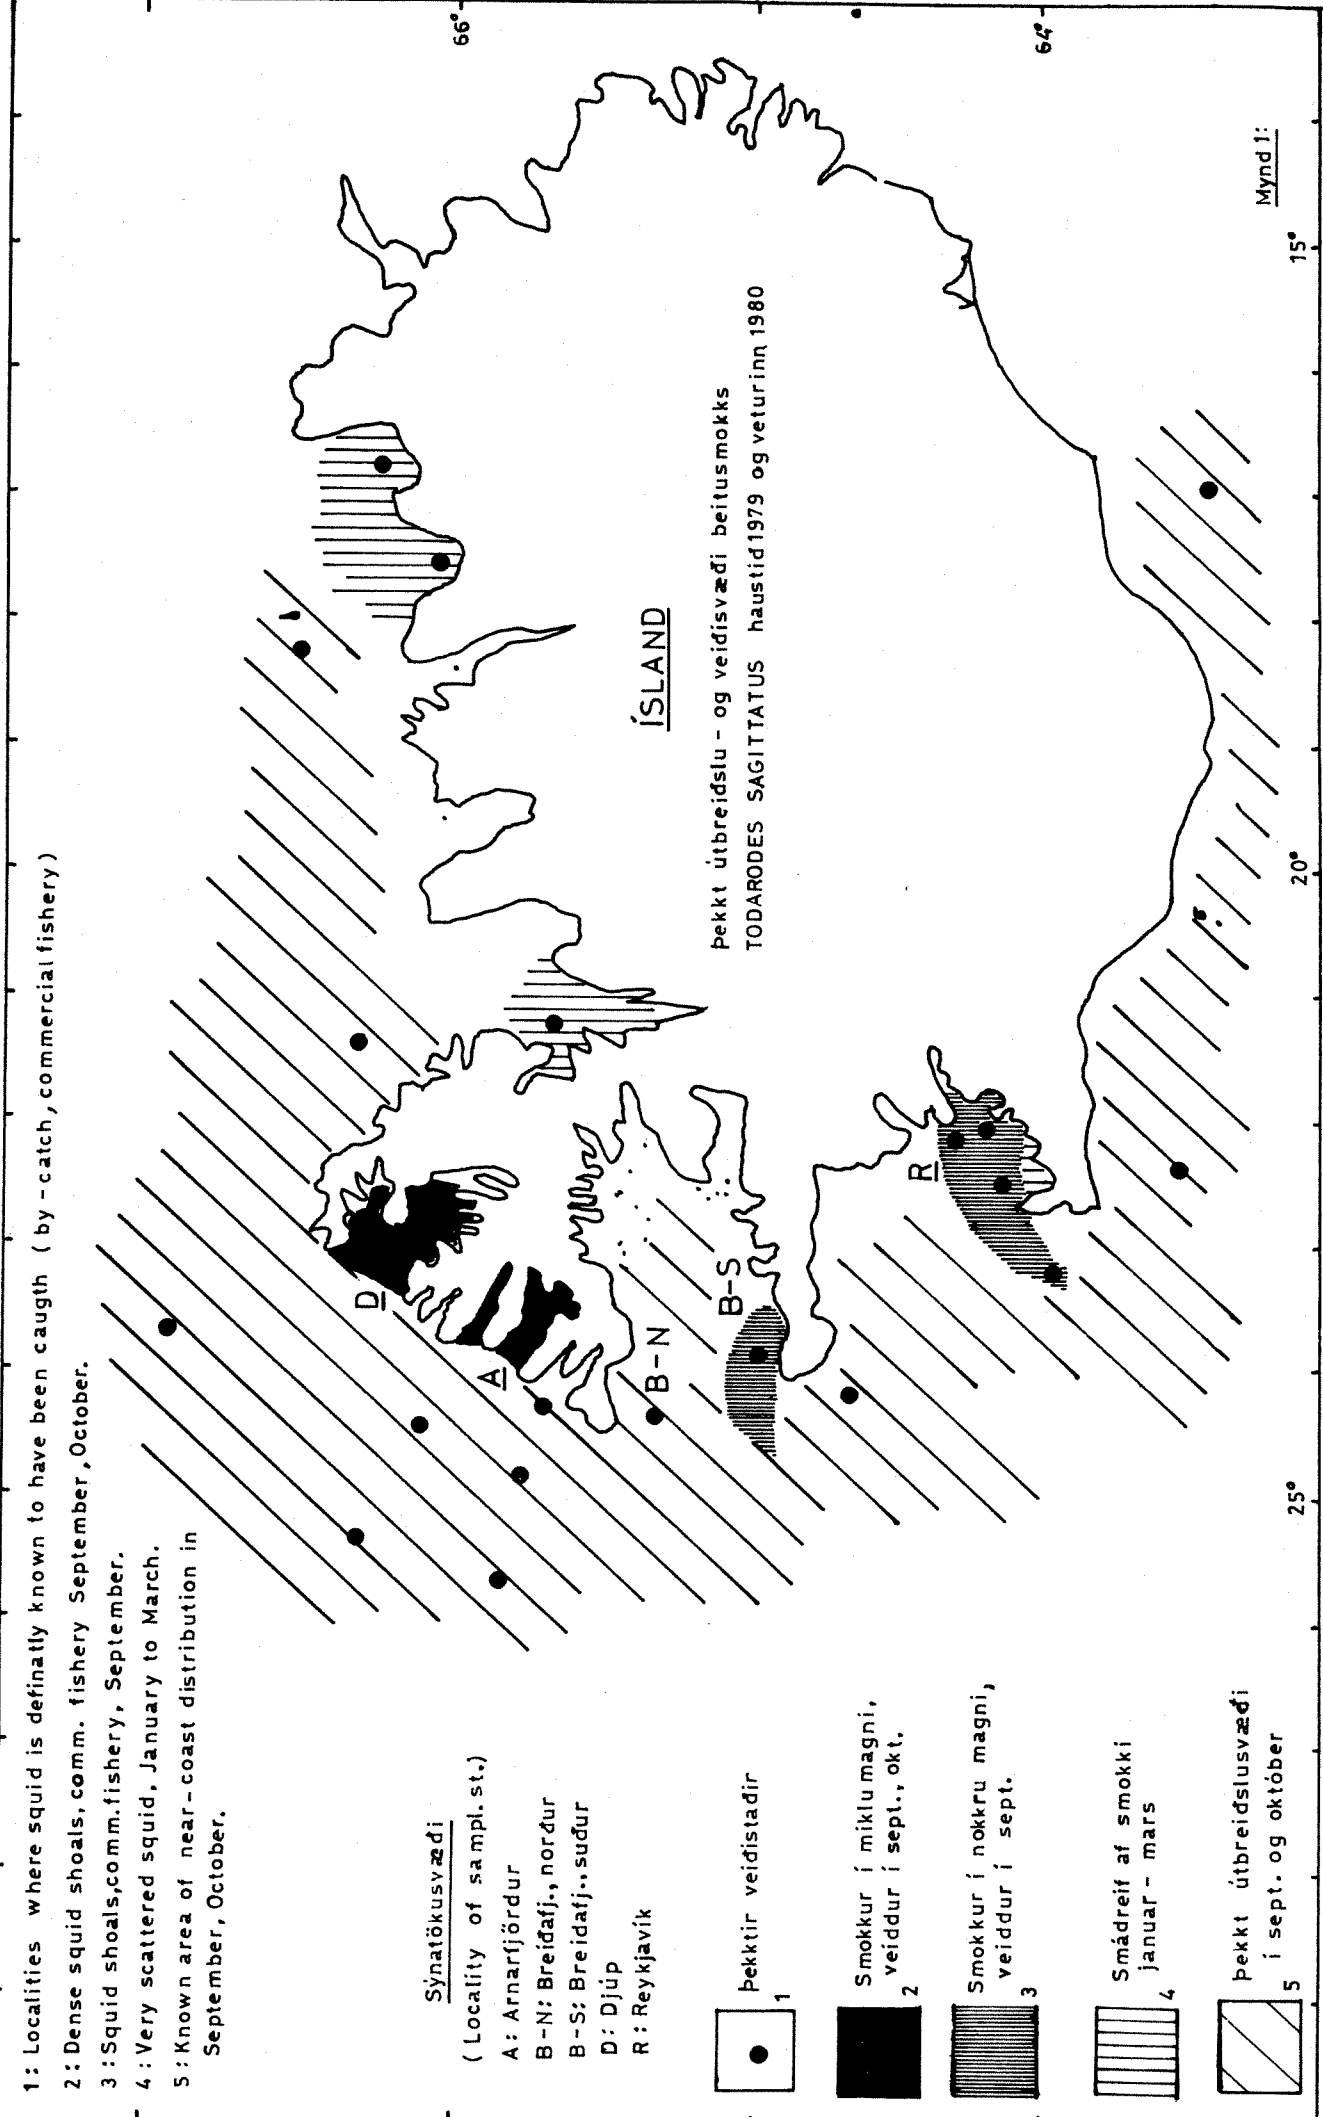 1: Localities where squid is definatly known to have been caugth (by-catch, commercial fishery)
2: Dense squid shoals, comm. fishery September, October.
3: Squid shoals, comm. fishery, September.
4: Very scattered squid, January to March.
5: Known area of near-coast distribution in
September, October.
Sýnatökusvæði
(Locality of sampl. st.)
A: Arnarfjörður
B-N: Breiðafj., norður
B-S: Breiðafj., suður
D: Djúp
R: Reykjavík
Þekktir veiðistaðir
1
Smokkur í miklu magni,
veiddur í sept., okt.
2
Smokkur í nokkru magni,
veiddur í sept.
3
Smádreif af smokki
januar - mars
4
Þekkt útbreiðslusvæði
í sept. og október
5
D
A
B-N
B-S
R
ÍSLAND
Þekkt útbreiðslu- og veiðisvæði beitusmokks
TODARODES SAGITTATUS haustið 1979 og veturinn 1980
66°
64°
25°
20°
15°
Mynd 1: